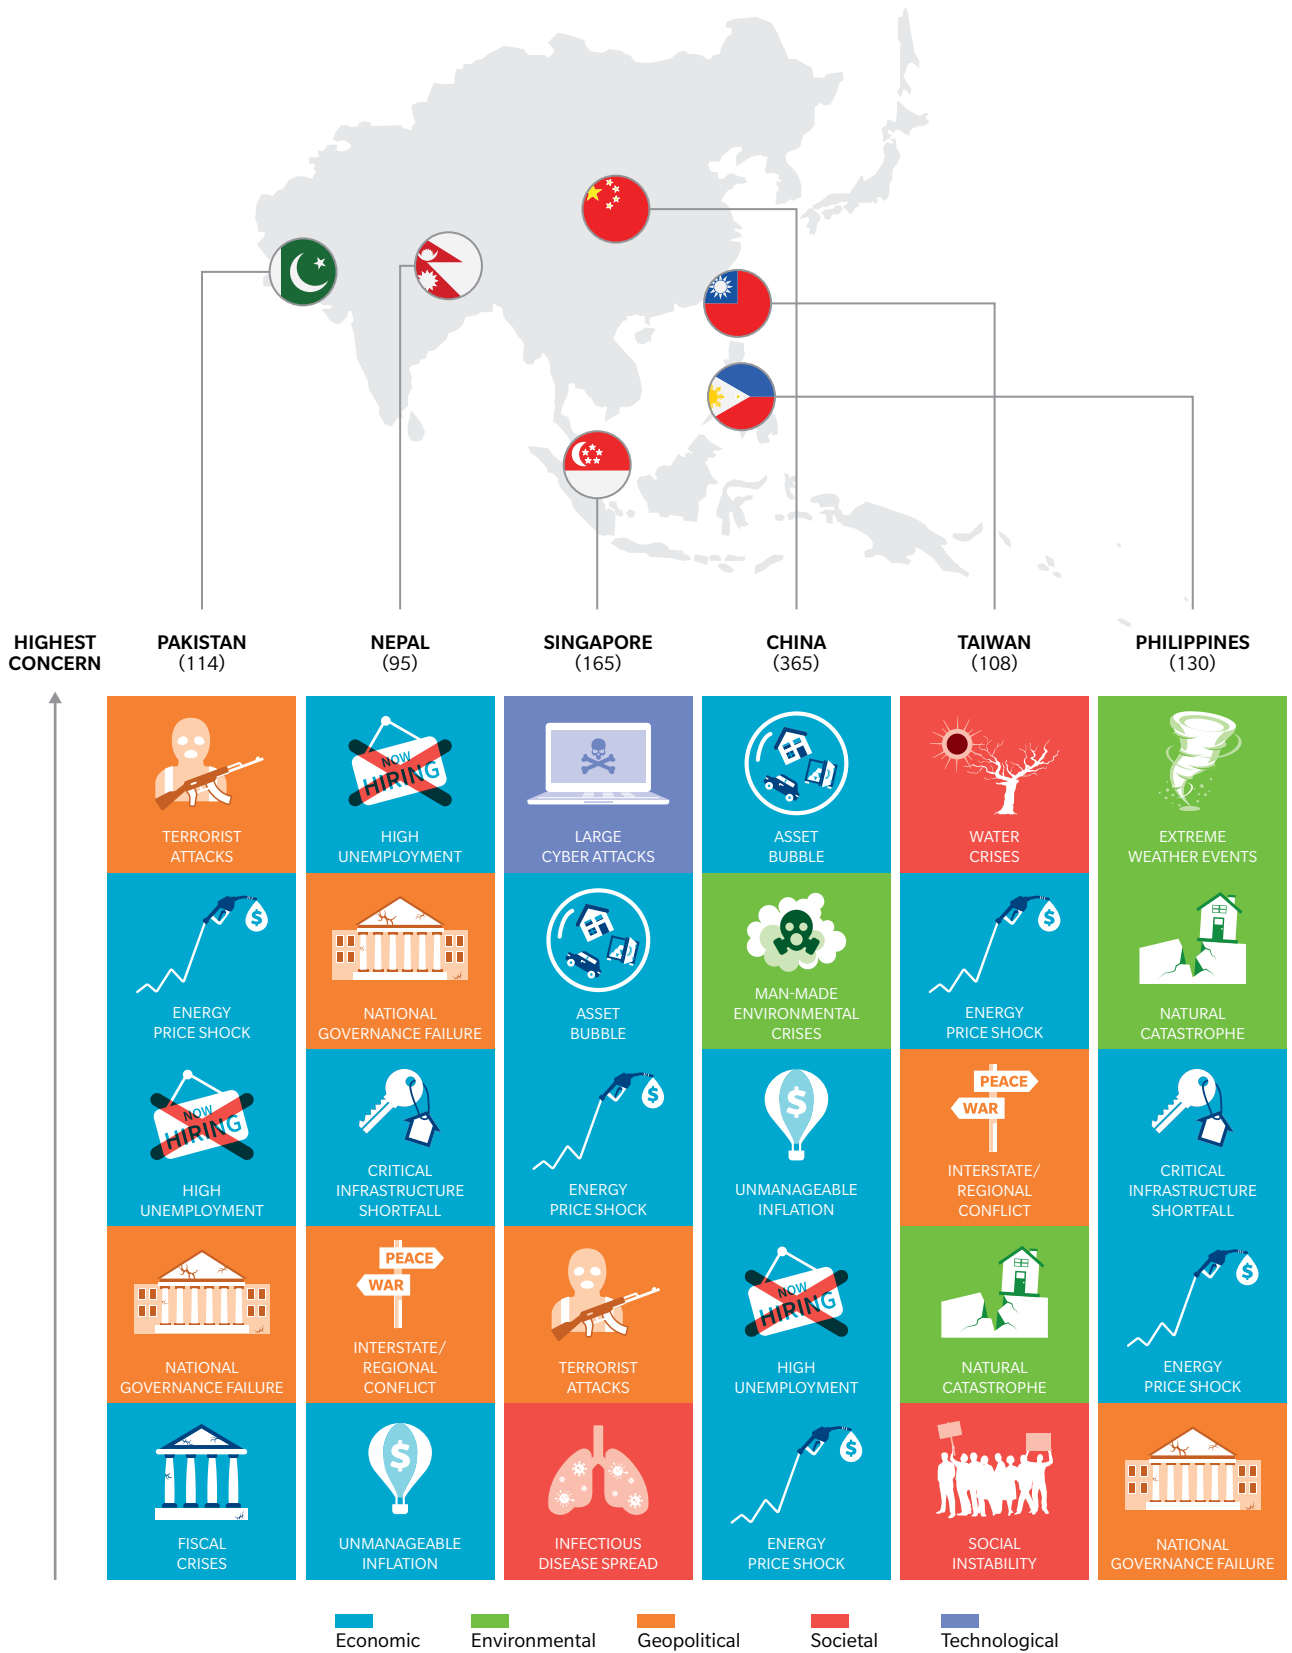 HIGHEST
CONCERN
PAKISTAN
(114)
NEPAL
(95)
SINGAPORE
(165)
CHINA
(365)
TAIWAN
(108)
PHILIPPINES
(130)
TERRORIST
ATTACKS
NOW
HIRING
HIGH
UNEMPLOYMENT
LARGE
CYBER ATTACKS
ASSET
BUBBLE
WATER
CRISES
EXTREME
WEATHER EVENTS
$
ENERGY
PRICE SHOCK
NATIONAL
GOVERNANCE FAILURE
ASSET
BUBBLE
MAN-MADE
ENVIRONMENTAL
CRISES
$
ENERGY
PRICE SHOCK
NATURAL
CATASTROPHE
NOW
HIRING
HIGH
UNEMPLOYMENT
CRITICAL
INFRASTRUCTURE
SHORTFALL
$
ENERGY
PRICE SHOCK
$
UNMANAGEABLE
INFLATION
PEACE
WAR
INTERSTATE/
REGIONAL
CONFLICT
CRITICAL
INFRASTRUCTURE
SHORTFALL
NATIONAL
GOVERNANCE FAILURE
PEACE
WAR
INTERSTATE/
REGIONAL
CONFLICT
TERRORIST
ATTACKS
NOW
HIRING
HIGH
UNEMPLOYMENT
NATURAL
CATASTROPHE
$
ENERGY
PRICE SHOCK
FISCAL
CRISES
$
UNMANAGEABLE
INFLATION
INFECTIOUS
DISEASE SPREAD
$
ENERGY
PRICE SHOCK
SOCIAL
INSTABILITY
NATIONAL
GOVERNANCE FAILURE
Economic
Environmental
Geopolitical
Societal
Technological